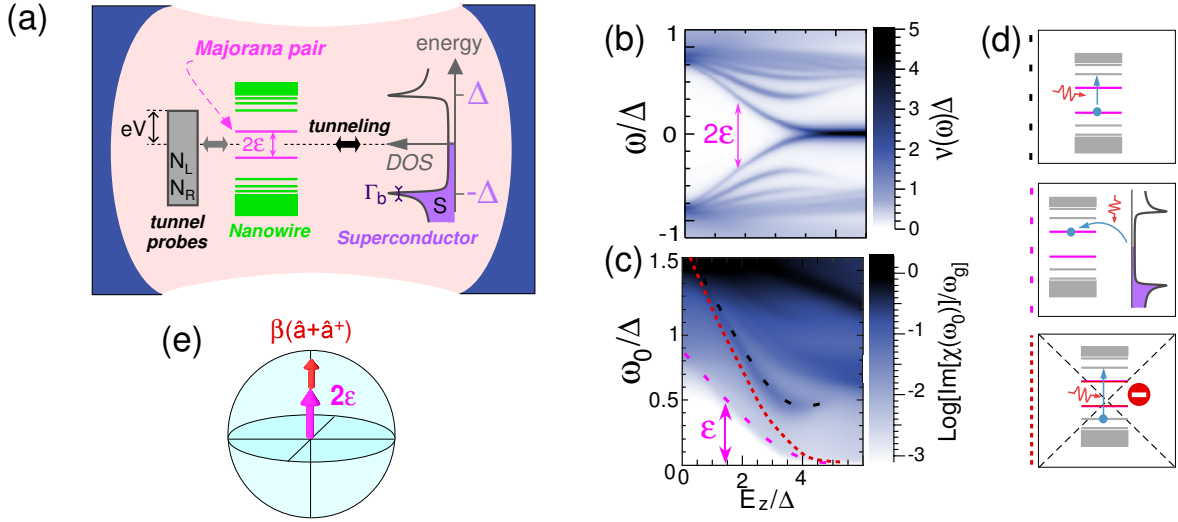 (a)
Majorana pair
energy
Δ
eV
tunneling
2ε
DOS
N_L
N_R
Γ_b
S
-Δ
tunnel
probes
Nanowire
Superconductor
(b)
ω/Δ
1
0
-1
2ε
5
4
3
2
1
0
ν(ω)Δ
(c)
ω₀/Δ
1.5
1
0.5
0
ε
0
2
4
E_z/Δ
0
-1
-2
-3
Log[Im[χ(ω₀)]/ω_g]
(d)
(e)
β(â+â⁺)
2ε